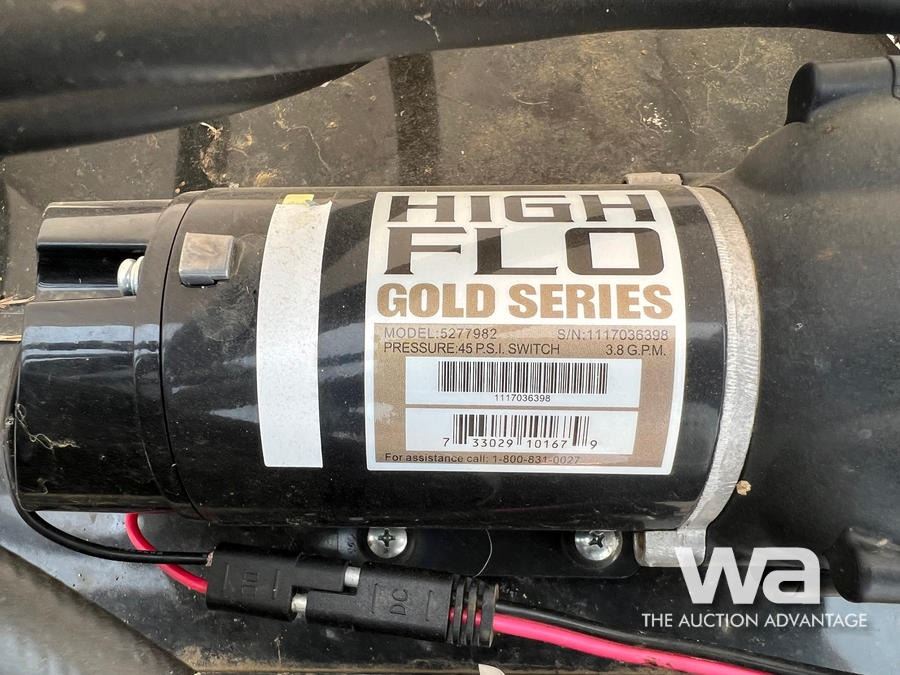 HIGH
FLO
GOLD SERIES
MODEL:5277982 S/N:1117036398
PRESSURE:45 P.S.I. SWITCH 3.8 G.P.M.
1117036398
7 33029 10167 9
For assistance call: 1-800-831-0027
DC
wa
THE AUCTION ADVANTAGE